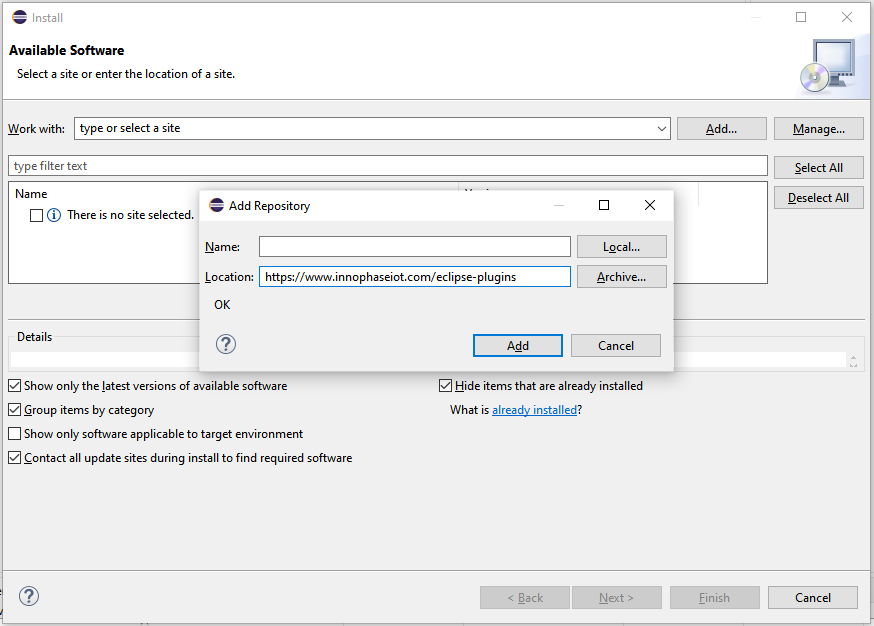 Install
Available Software
Select a site or enter the location of a site.
Work with: type or select a site Add... Manage...
type filter text Select All
Name Deselect All
There is no site selected.
Add Repository
Name: Local...
Location: https://www.innophaseiot.com/eclipse-plugins Archive...
OK
Add Cancel
Details
Show only the latest versions of available software Hide items that are already installed
Group items by category What is already installed?
Show only software applicable to target environment
Contact all update sites during install to find required software
< Back Next > Finish Cancel